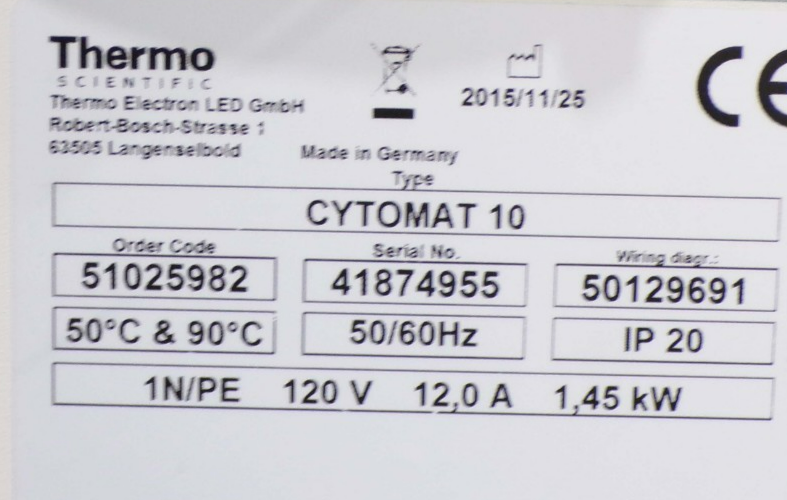 Thermo
SCIENTIFIC
Thermo Electron LED GmbH
Robert-Bosch-Strasse 1
63505 Langenselbold
2015/11/25
CE
Made in Germany
Type
CYTOMAT 10
Order Code Serial No. Wiring diagr.:
51025982 41874955 50129691
50°C & 90°C 50/60Hz IP 20
1N/PE 120 V 12,0 A 1,45 kW